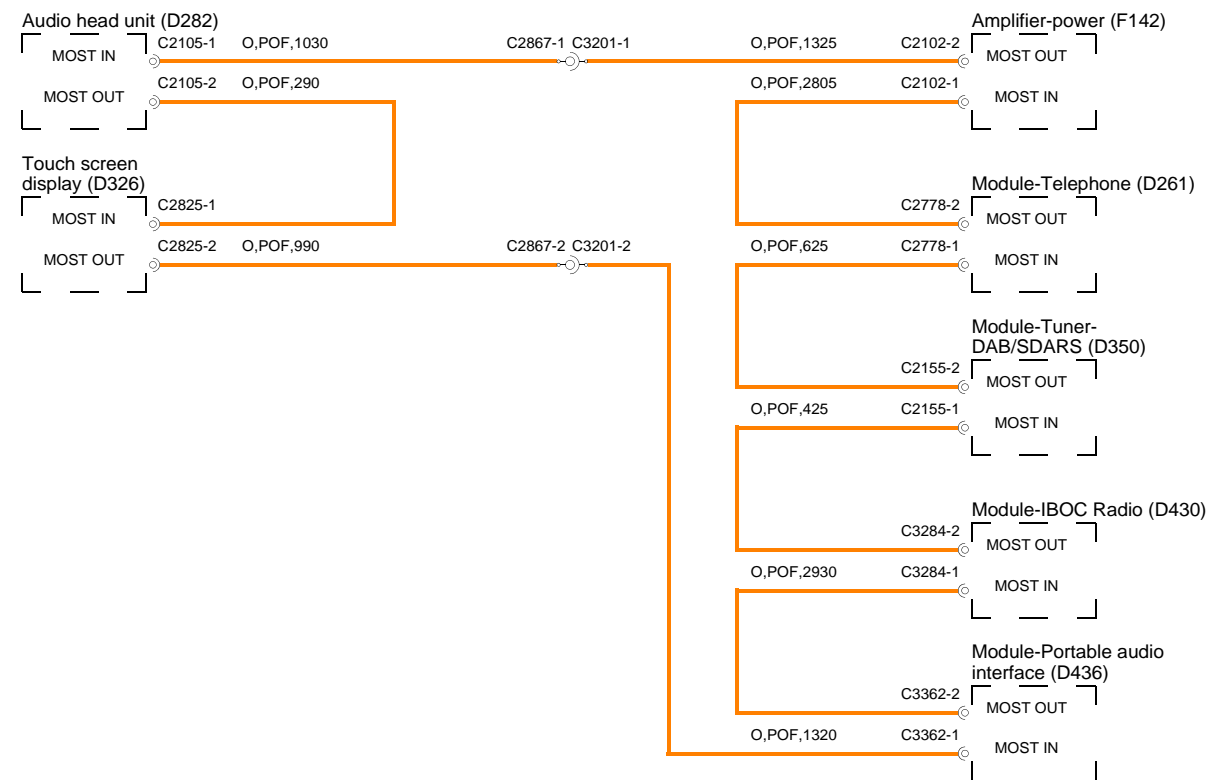 Audio head unit (D282)
MOST IN
C2105-1
O,POF,1030
C2867-1
C3201-1
MOST OUT
C2105-2
O,POF,290
Touch screen
display (D326)
MOST IN
C2825-1
MOST OUT
C2825-2
O,POF,990
C2867-2
C3201-2
Amplifier-power (F142)
O,POF,1325
C2102-2
MOST OUT
O,POF,2805
C2102-1
MOST IN
Module-Telephone (D261)
C2778-2
MOST OUT
O,POF,625
C2778-1
MOST IN
Module-Tuner-
DAB/SDARS (D350)
C2155-2
MOST OUT
O,POF,425
C2155-1
MOST IN
Module-IBOC Radio (D430)
C3284-2
MOST OUT
O,POF,2930
C3284-1
MOST IN
Module-Portable audio
interface (D436)
C3362-2
MOST OUT
O,POF,1320
C3362-1
MOST IN